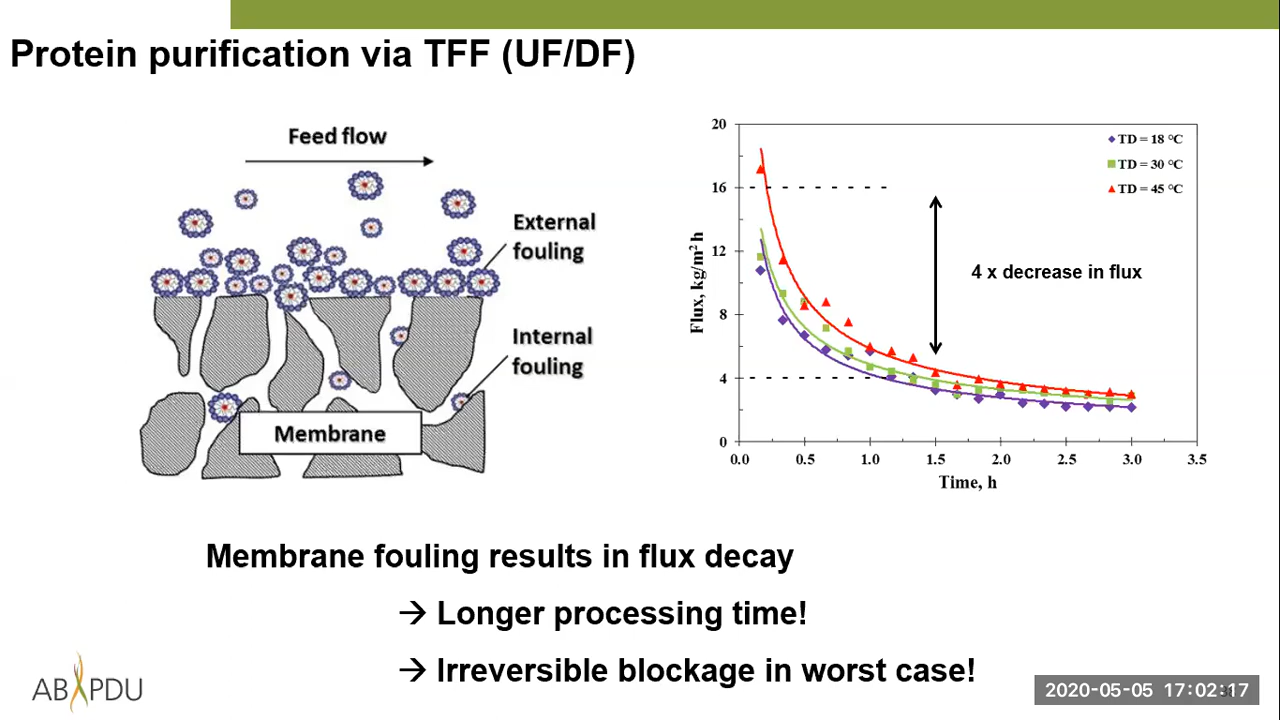 Protein purification via TFF (UF/DF)
Feed flow
External
fouling
Internal
fouling
Membrane
20
16
12
8
4
0
0.0 0.5 1.0 1.5 2.0 2.5 3.0 3.5
Flux, kg/m² h
Time, h
TD = 18 °C
TD = 30 °C
TD = 45 °C
4 x decrease in flux
Membrane fouling results in flux decay
→ Longer processing time!
→ Irreversible blockage in worst case!
AB PDU
2020-05-05 17:02:17